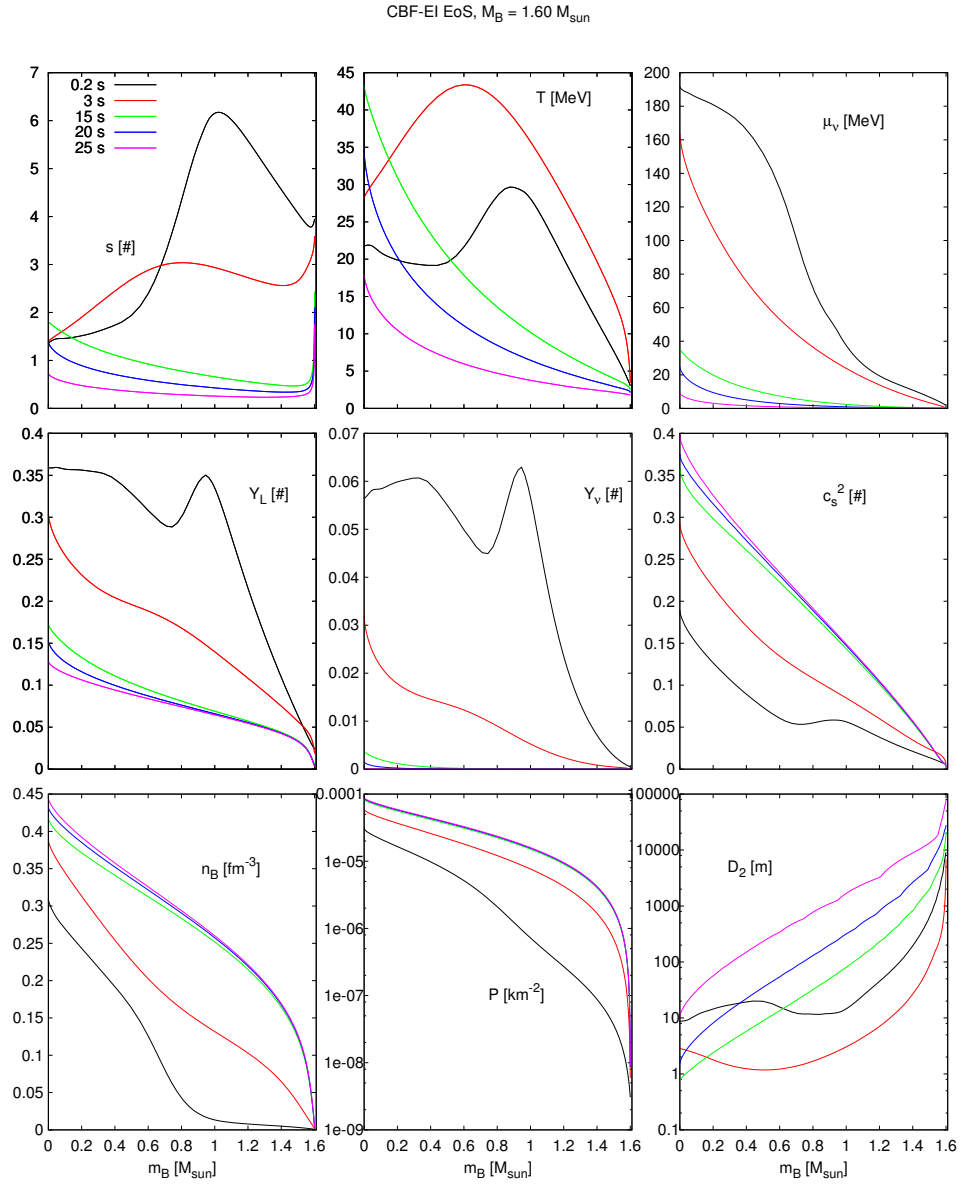 CBF-EI EoS, M_B = 1.60 M_sun
7
6
5
4
3
2
1
0
0.2 s
3 s
15 s
20 s
25 s
s [#]
45
40
35
30
25
20
15
10
5
0
T [MeV]
200
180
160
140
120
100
80
60
40
20
0
μ_ν [MeV]
0.4
0.35
0.3
0.25
0.2
0.15
0.1
0.05
0
Y_L [#]
0.07
0.06
0.05
0.04
0.03
0.02
0.01
0
Y_ν [#]
0.4
0.35
0.3
0.25
0.2
0.15
0.1
0.05
0
c_s^2 [#]
0.45
0.4
0.35
0.3
0.25
0.2
0.15
0.1
0.05
0
n_B [fm^-3]
0 0.2 0.4 0.6 0.8 1 1.2 1.4 1.6
m_B [M_sun]
0.0001
1e-05
1e-06
1e-07
1e-08
1e-09
P [km^-2]
0 0.2 0.4 0.6 0.8 1 1.2 1.4 1.6
m_B [M_sun]
100000
10000
1000
100
10
1
0.1
D_2 [m]
0 0.2 0.4 0.6 0.8 1 1.2 1.4 1.6
m_B [M_sun]